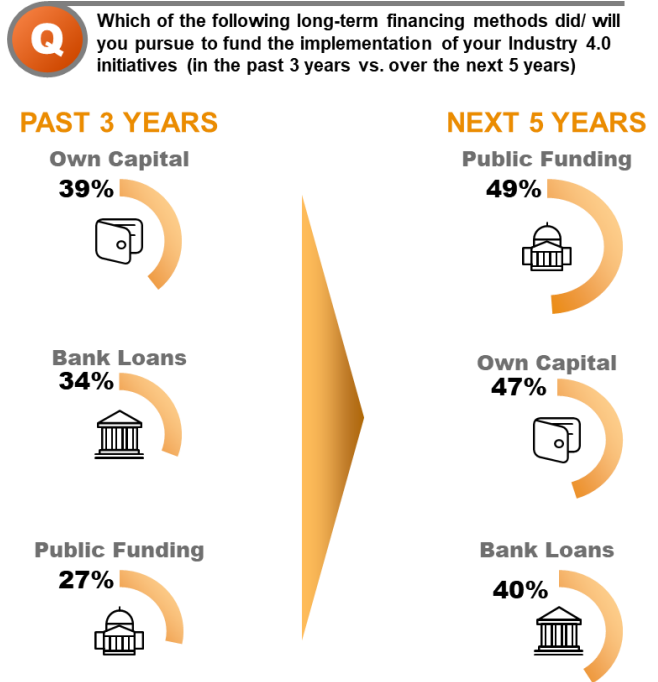 Q
Which of the following long-term financing methods did/ will
you pursue to fund the implementation of your Industry 4.0
initiatives (in the past 3 years vs. over the next 5 years)
PAST 3 YEARS
Own Capital
39%
Bank Loans
34%
Public Funding
27%
NEXT 5 YEARS
Public Funding
49%
Own Capital
47%
Bank Loans
40%